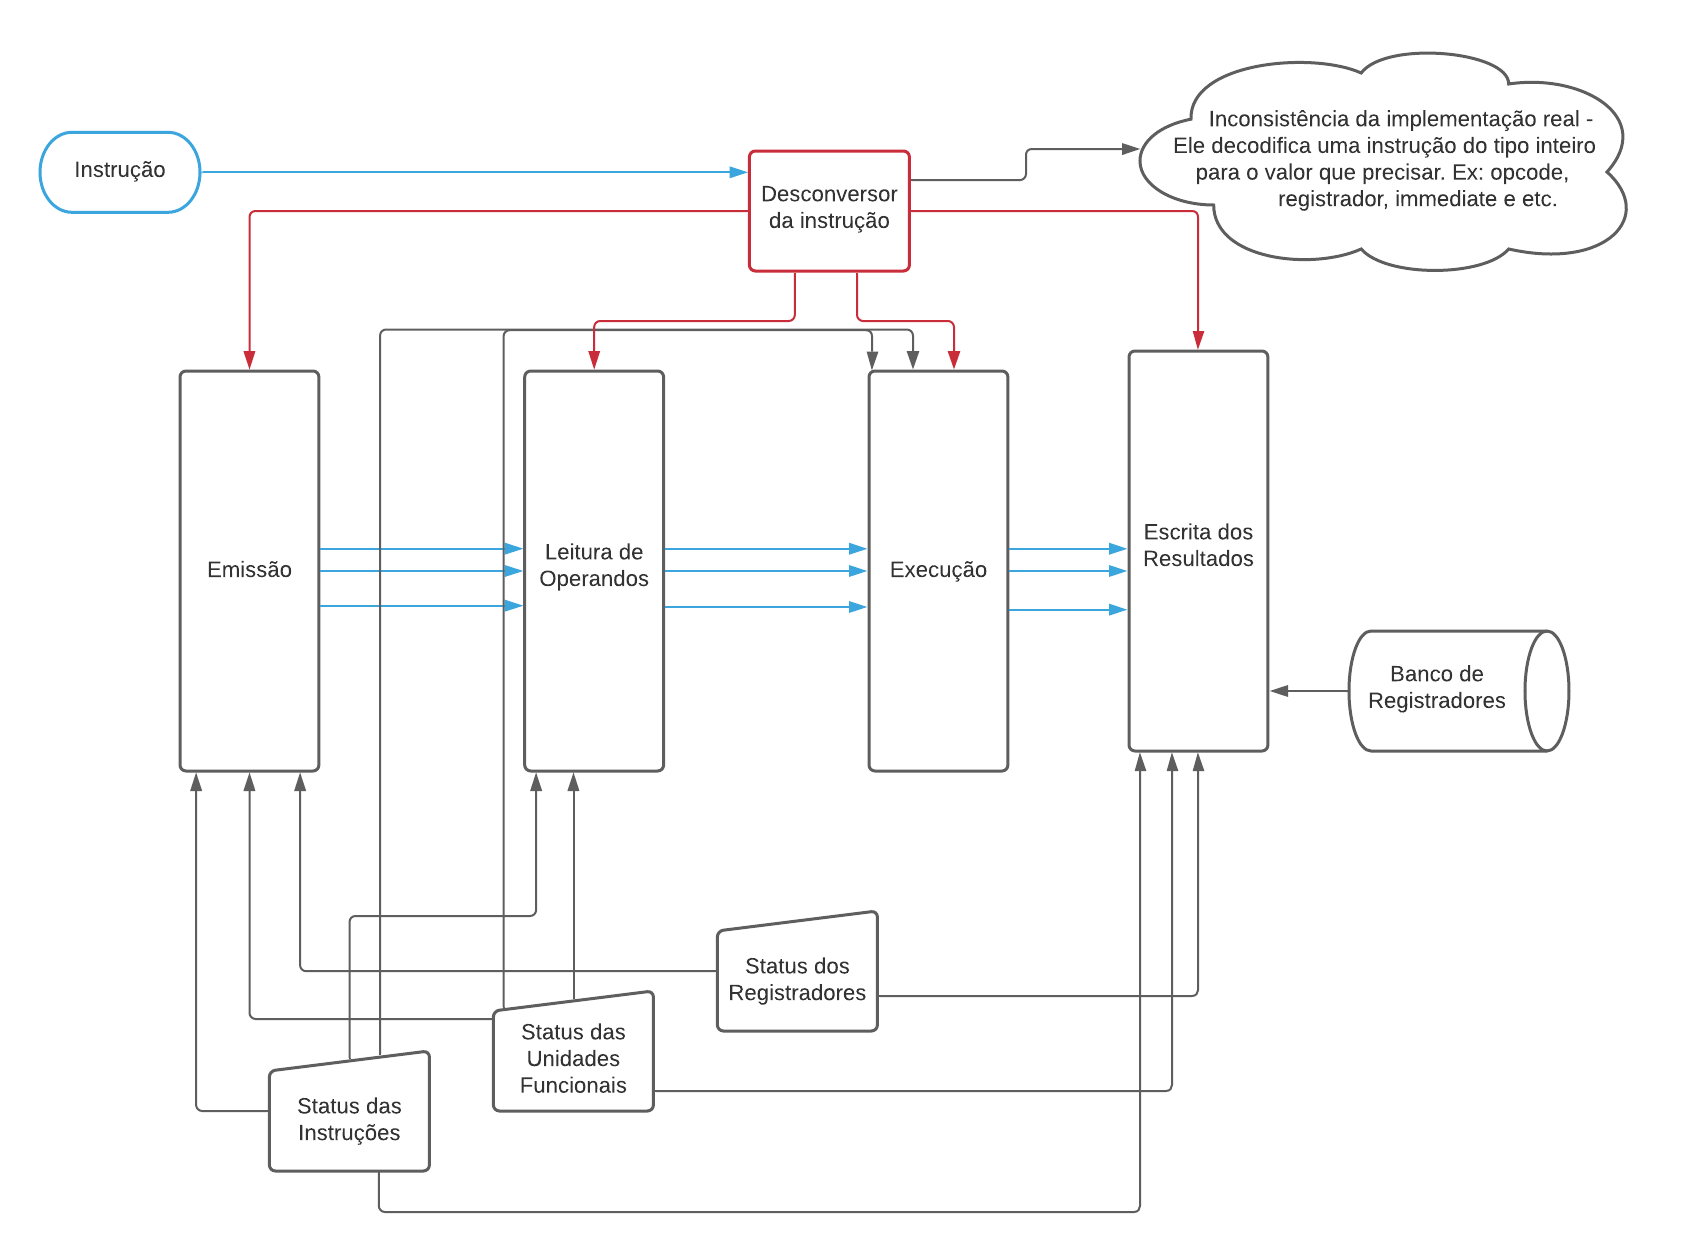 Inconsistência da implementação real -
Ele decodifica uma instrução do tipo inteiro
para o valor que precisar. Ex: opcode,
registrador, immediate e etc.
Instrução
Desconversor
da instrução
Emissão
Leitura de
Operandos
Execução
Escrita dos
Resultados
Banco de
Registradores
Status dos
Registradores
Status das
Unidades
Funcionais
Status das
Instruções